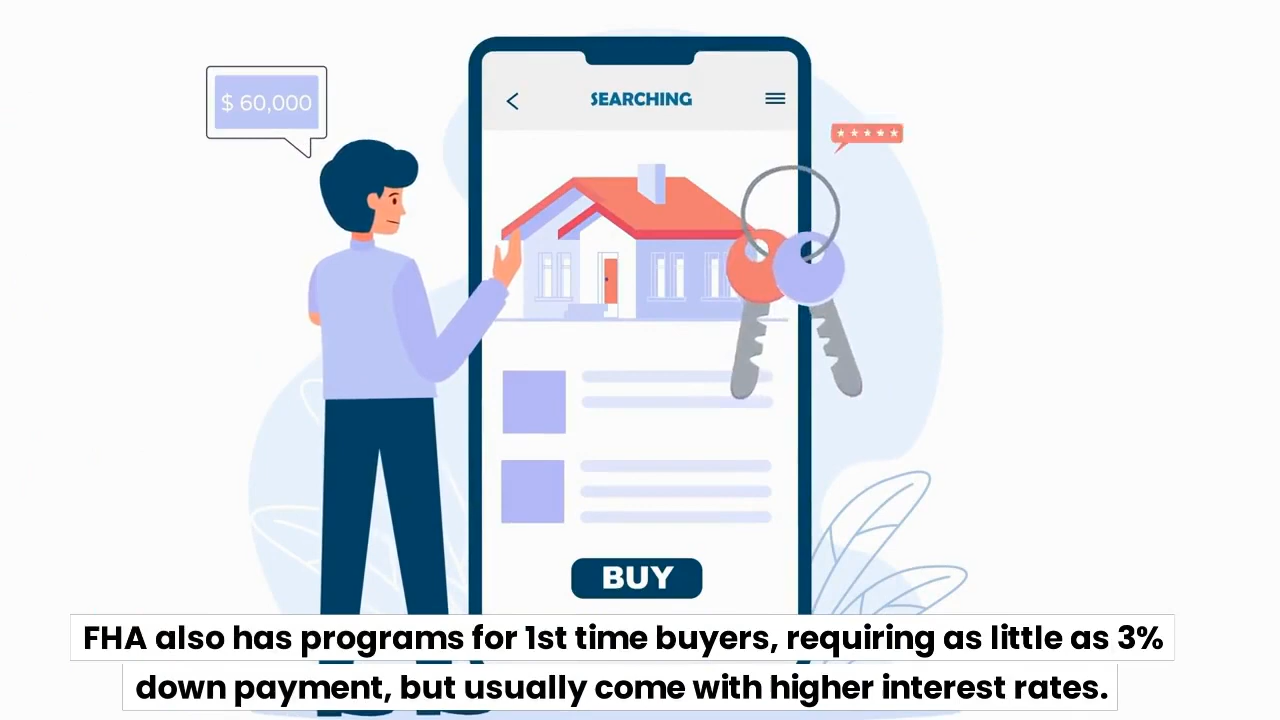 $ 60,000
SEARCHING
BUY
FHA also has programs for 1st time buyers, requiring as little as 3%
down payment, but usually come with higher interest rates.